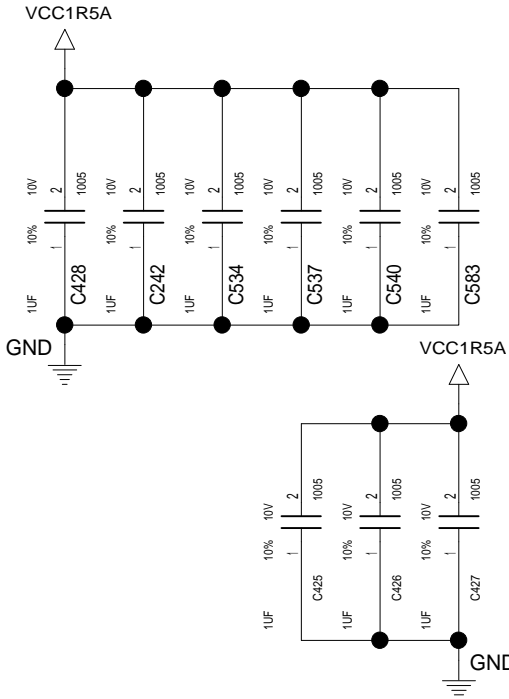 VCC1R5A
10V 2 1005
10% 1
1UF C428
10V 2 1005
10% 1
1UF C242
10V 2 1005
10% 1
1UF C534
10V 2 1005
10% 1
1UF C537
10V 2 1005
10% 1
1UF C540
10V 2 1005
10% 1
1UF C583
GND
VCC1R5A
10V 2 1005
10% 1
1UF C425
10V 2 1005
10% 1
1UF C426
10V 2 1005
10% 1
1UF C427
GND